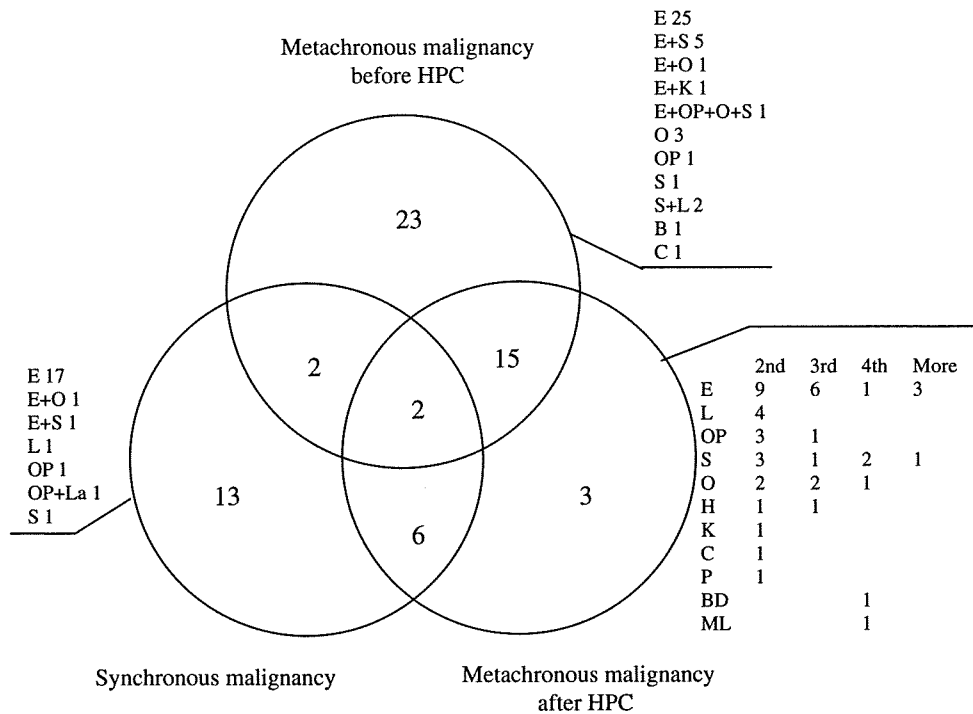 Metachronous malignancy
before HPC
E 25
E+S 5
E+O 1
E+K 1
E+OP+O+S 1
O 3
OP 1
S 1
S+L 2
B 1
C 1
23
2
15
2
13
6
3
E 17
E+O 1
E+S 1
L 1
OP 1
OP+La 1
S 1
2nd 3rd 4th More
E 9 6 1 3
L 4
OP 3 1
S 3 1 2 1
O 2 2 1
H 1 1
K 1
C 1
P 1
BD 1
ML 1
Synchronous malignancy
Metachronous malignancy
after HPC